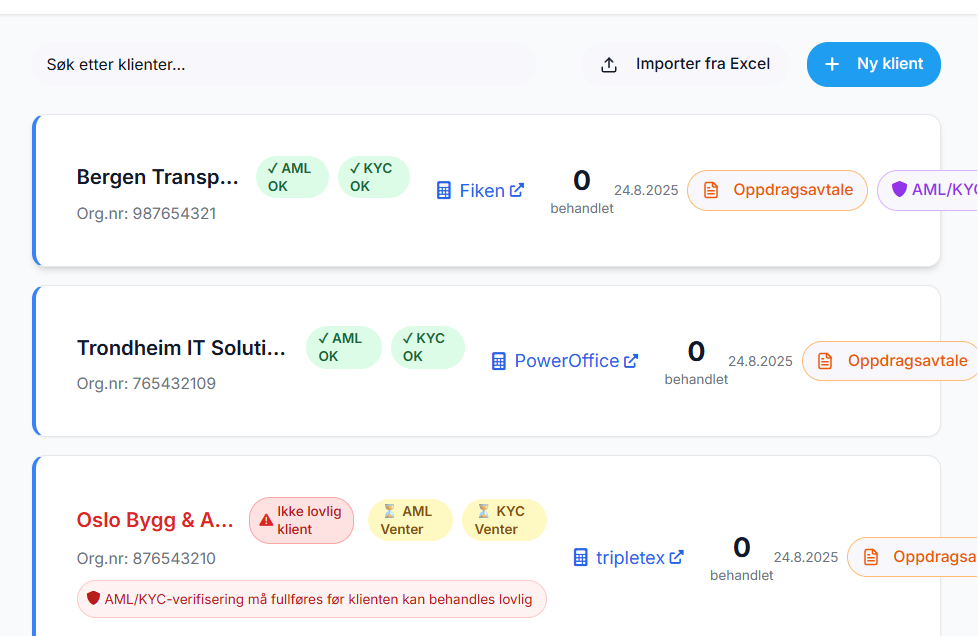 Søk etter klienter...
Importer fra Excel
+ Ny klient
Bergen Transp...
✓ AML OK
✓ KYC OK
Fiken
0
behandlet
24.8.2025
Oppdragsavtale
AML/KYC
Org.nr: 987654321
Trondheim IT Soluti...
✓ AML OK
✓ KYC OK
PowerOffice
0
behandlet
24.8.2025
Oppdragsavtale
Org.nr: 765432109
Oslo Bygg & A...
Ikke lovlig klient
⏳ AML Venter
⏳ KYC Venter
tripletex
0
behandlet
24.8.2025
Oppdragsa
Org.nr: 876543210
AML/KYC-verifisering må fullføres før klienten kan behandles lovlig